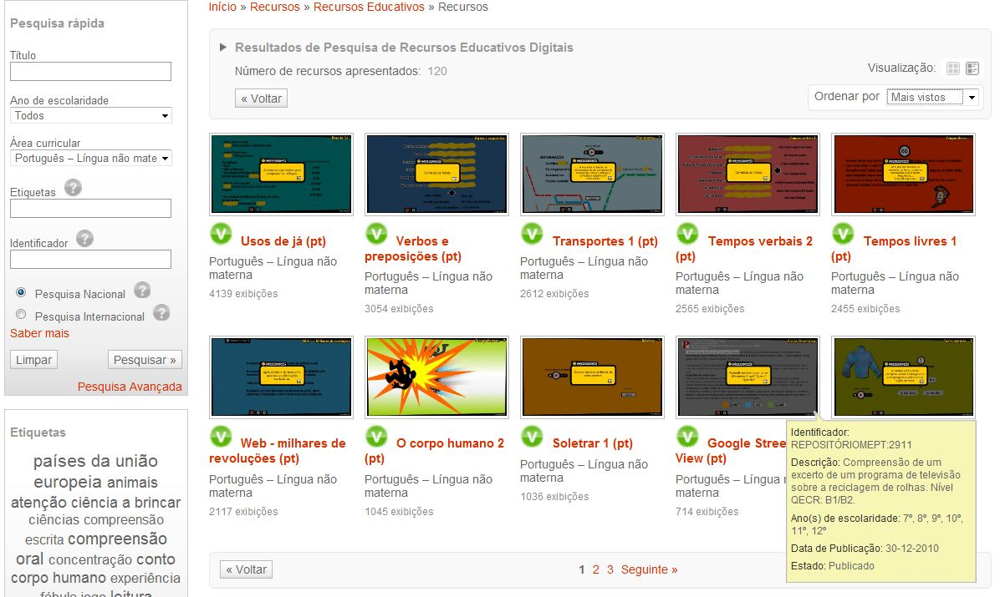 Início » Recursos » Recursos Educativos » Recursos
Pesquisa rápida
Título
Ano de escolaridade
Todos
Área curricular
Português – Língua não mate
Etiquetas ?
Identificador ?
Pesquisa Nacional ?
Pesquisa Internacional ?
Saber mais
Limpar
Pesquisar »
Pesquisa Avançada
Etiquetas
países da união
europeia animais
atenção ciência a brincar
ciências compreensão
escrita compreensão
oral concentração conto
corpo humano experiência
fábula jogo leitura
Resultados de Pesquisa de Recursos Educativos Digitais
Número de recursos apresentados: 120
« Voltar
Visualização:
Ordenar por Mais vistos
V Usos de já (pt)
Português – Língua não
materna
4139 exibições
V Verbos e
preposições (pt)
Português – Língua não
materna
3054 exibições
V Transportes 1 (pt)
Português – Língua não
materna
2612 exibições
V Tempos verbais 2
(pt)
Português – Língua não
materna
2565 exibições
60
V Tempos livres 1
(pt)
Português – Língua não
materna
2455 exibições
V Web - milhares de
revoluções (pt)
Português – Língua não
materna
2117 exibições
V O corpo humano 2
(pt)
Português – Língua não
materna
1045 exibições
V Soletrar 1 (pt)
Português – Língua não
materna
1036 exibições
V Google Stree
View (pt)
Português – Língua nã
materna
714 exibições
Identificador:
REPOSITÓRIOMEPT:2911
Descrição: Compreensão de um
excerto de um programa de televisão
sobre a reciclagem de rolhas. Nível
QECR: B1/B2.
Ano(s) de escolaridade: 7º, 8º, 9º, 10º,
11º, 12º
Data de Publicação: 30-12-2010
Estado: Publicado
« Voltar
1 2 3 Seguinte »